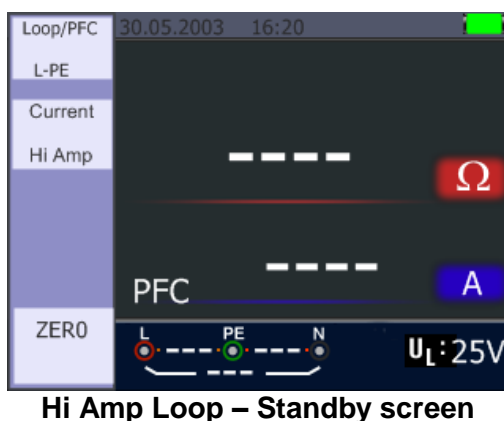 Loop/PFC 30.05.2003 16:20
L-PE
Current
Hi Amp
---- Ω
PFC ---- A
ZERO
L --- PE --- N
---
UL: 25V
Hi Amp Loop – Standby screen